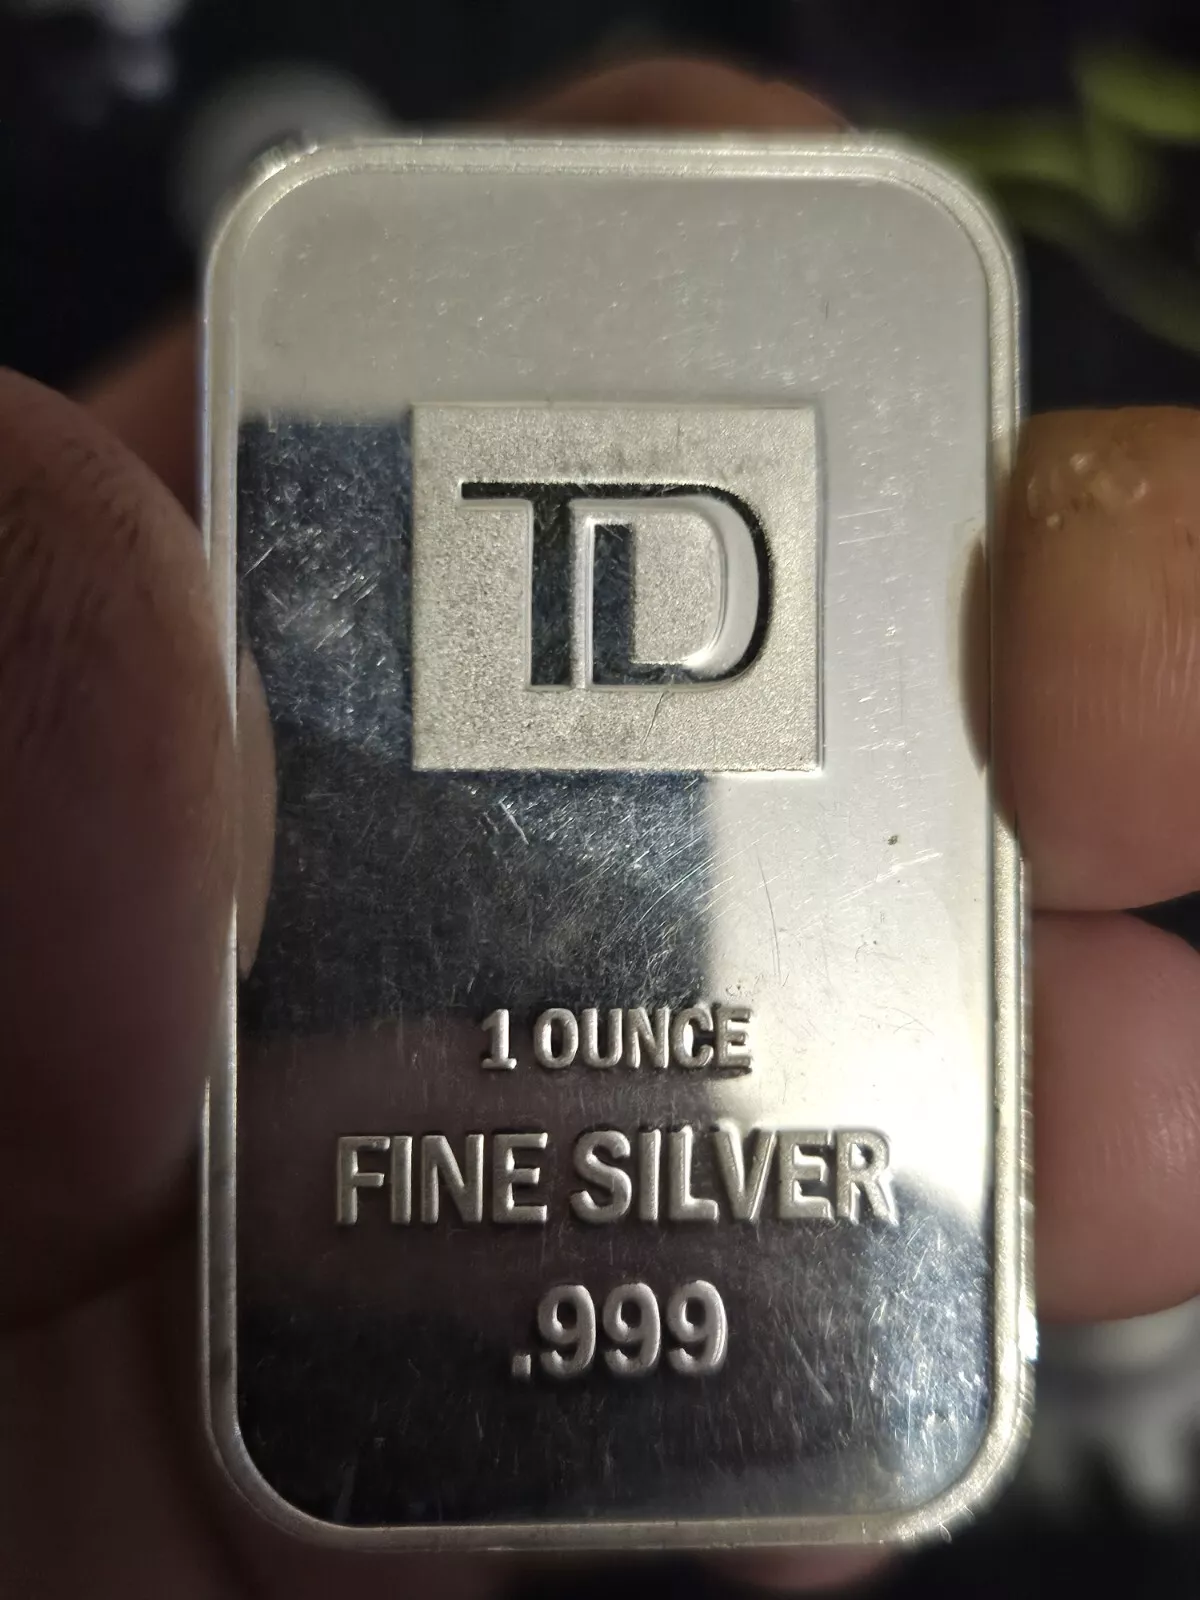 TD
1 OUNCE
FINE SILVER
.999